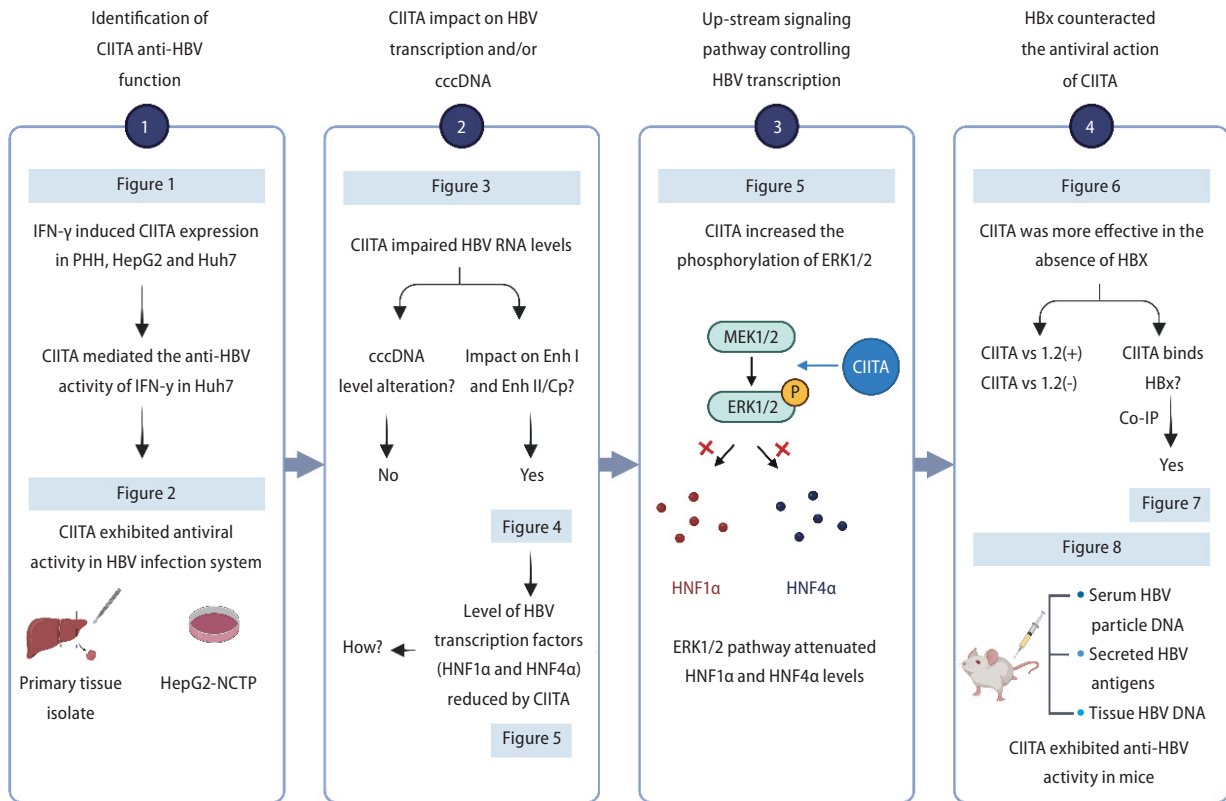 Identification of
CIITA anti-HBV
function
1
Figure 1
IFN-γ induced CIITA expression
in PHH, HepG2 and Huh7
CIITA mediated the anti-HBV
activity of IFN-γ in Huh7
Figure 2
CIITA exhibited antiviral
activity in HBV infection system
Primary tissue
isolate
HepG2-NCTP
CIITA impact on HBV
transcription and/or
cccDNA
2
Figure 3
CIITA impaired HBV RNA levels
cccDNA
level alteration?
No
Impact on Enh I
and Enh II/Cp?
Yes
Figure 4
Level of HBV
transcription factors
(HNF1α and HNF4α)
reduced by CIITA
How?
Figure 5
Up-stream signaling
pathway controlling
HBV transcription
3
Figure 5
CIITA increased the
phosphorylation of ERK1/2
MEK1/2
CIITA
P
ERK1/2
HNF1α
HNF4α
ERK1/2 pathway attenuated
HNF1α and HNF4α levels
HBx counteracted
the antiviral action
of CIITA
4
Figure 6
CIITA was more effective in the
absence of HBX
CIITA vs 1.2(+)
CIITA vs 1.2(-)
CIITA binds
HBx?
Co-IP
Yes
Figure 7
Figure 8
Serum HBV
particle DNA
Secreted HBV
antigens
Tissue HBV DNA
CIITA exhibited anti-HBV
activity in mice